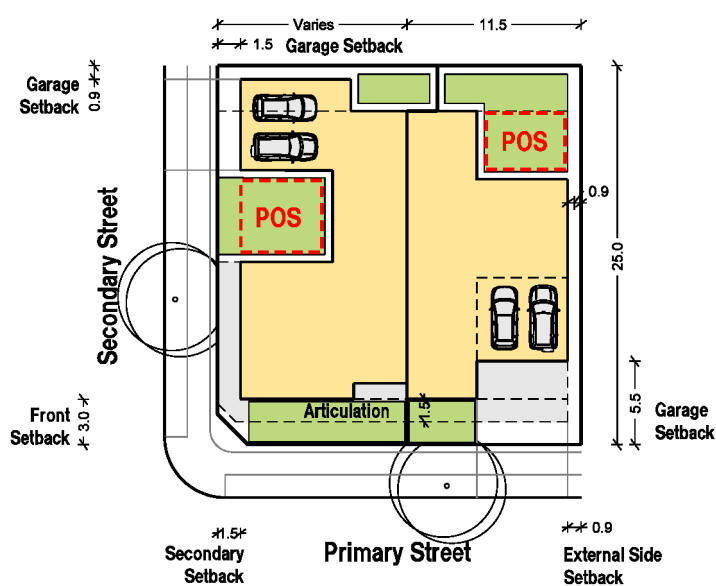 Varies
11.5
1.5 Garage Setback
Garage
Setback
0.9
POS
0.9
POS
Secondary Street
25.0
Front
Setback
3.0
Articulation
1.5
5.5
Garage
Setback
1.5
Secondary
Setback
Primary Street
0.9
External Side
Setback